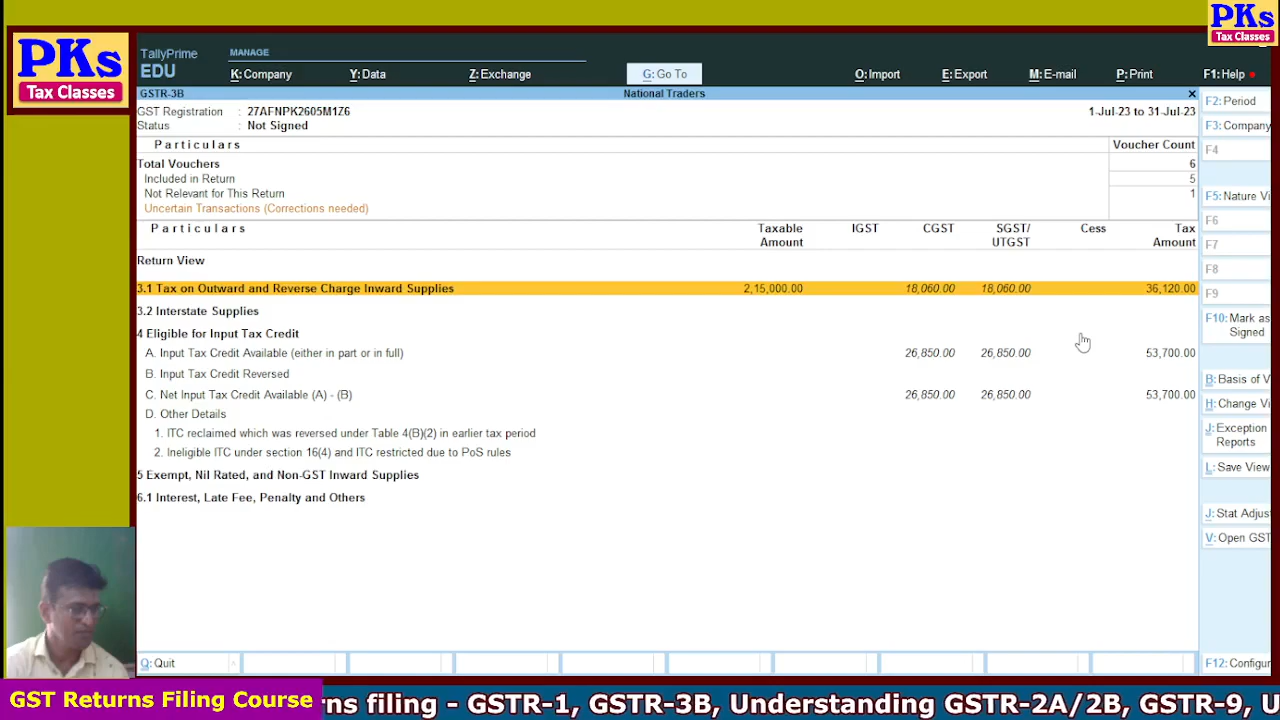 PKs
Tax Classes
PKs
Tax Classes
TallyPrime
EDU
MANAGE
K: Company
Y: Data
Z: Exchange
G: Go To
O: Import
E: Export
M: E-mail
P: Print
F1: Help
GSTR-3B
National Traders
GST Registration : 27AFNPK2605M1Z6
1-Jul-23 to 31-Jul-23
Status : Not Signed
Particulars
Voucher Count
Total Vouchers 6
Included in Return 5
Not Relevant for This Return 1
Uncertain Transactions (Corrections needed)
Particulars
Taxable Amount
IGST
CGST
SGST/ UTGST
Cess
Tax Amount
Return View
3.1 Tax on Outward and Reverse Charge Inward Supplies 2,15,000.00 18,060.00 18,060.00 36,120.00
3.2 Interstate Supplies
4 Eligible for Input Tax Credit
A. Input Tax Credit Available (either in part or in full) 26,850.00 26,850.00 53,700.00
B. Input Tax Credit Reversed
C. Net Input Tax Credit Available (A) - (B) 26,850.00 26,850.00 53,700.00
D. Other Details
1. ITC reclaimed which was reversed under Table 4(B)(2) in earlier tax period
2. Ineligible ITC under section 16(4) and ITC restricted due to PoS rules
5 Exempt, Nil Rated, and Non-GST Inward Supplies
6.1 Interest, Late Fee, Penalty and Others
F2: Period
F3: Company
F4
F5: Nature Vi
F6
F7
F8
F9
F10: Mark as
Signed
B: Basis of V
H: Change Vi
J: Exception
Reports
L: Save View
J: Stat Adjus
V: Open GST
Q: Quit
F12: Configur
GST Returns Filing Course
ns filing - GSTR-1, GSTR-3B, Understanding GSTR-2A/2B, GSTR-9, U